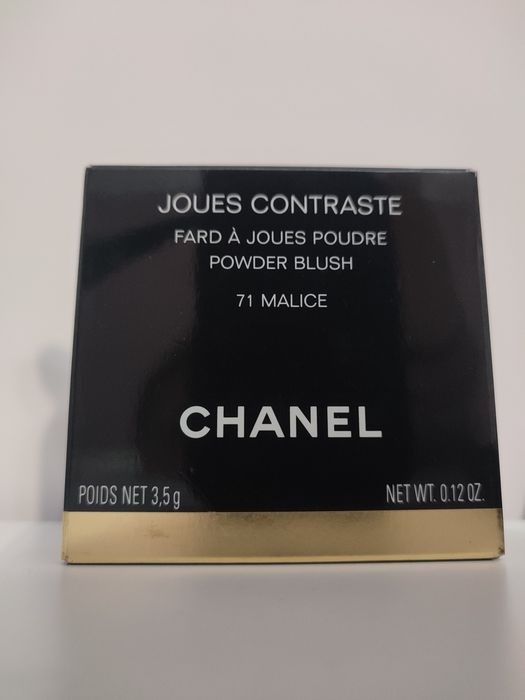 JOUES CONTRASTE
FARD À JOUES POUDRE
POWDER BLUSH
71 MALICE
CHANEL
POIDS NET 3,5 g NET WT. 0.12 OZ.